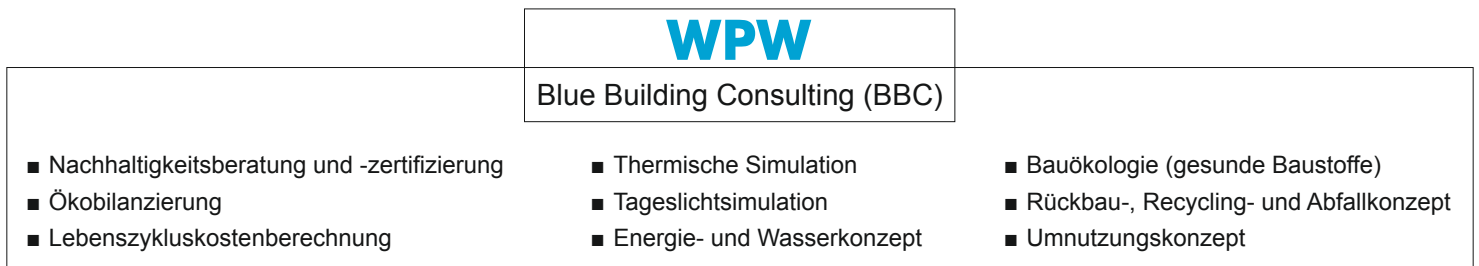 WPW
Blue Building Consulting (BBC)
■ Nachhaltigkeitsberatung und -zertifizierung
■ Ökobilanzierung
■ Lebenszykluskostenberechnung
■ Thermische Simulation
■ Tageslichtsimulation
■ Energie- und Wasserkonzept
■ Bauökologie (gesunde Baustoffe)
■ Rückbau-, Recycling- und Abfallkonzept
■ Umnutzungskonzept